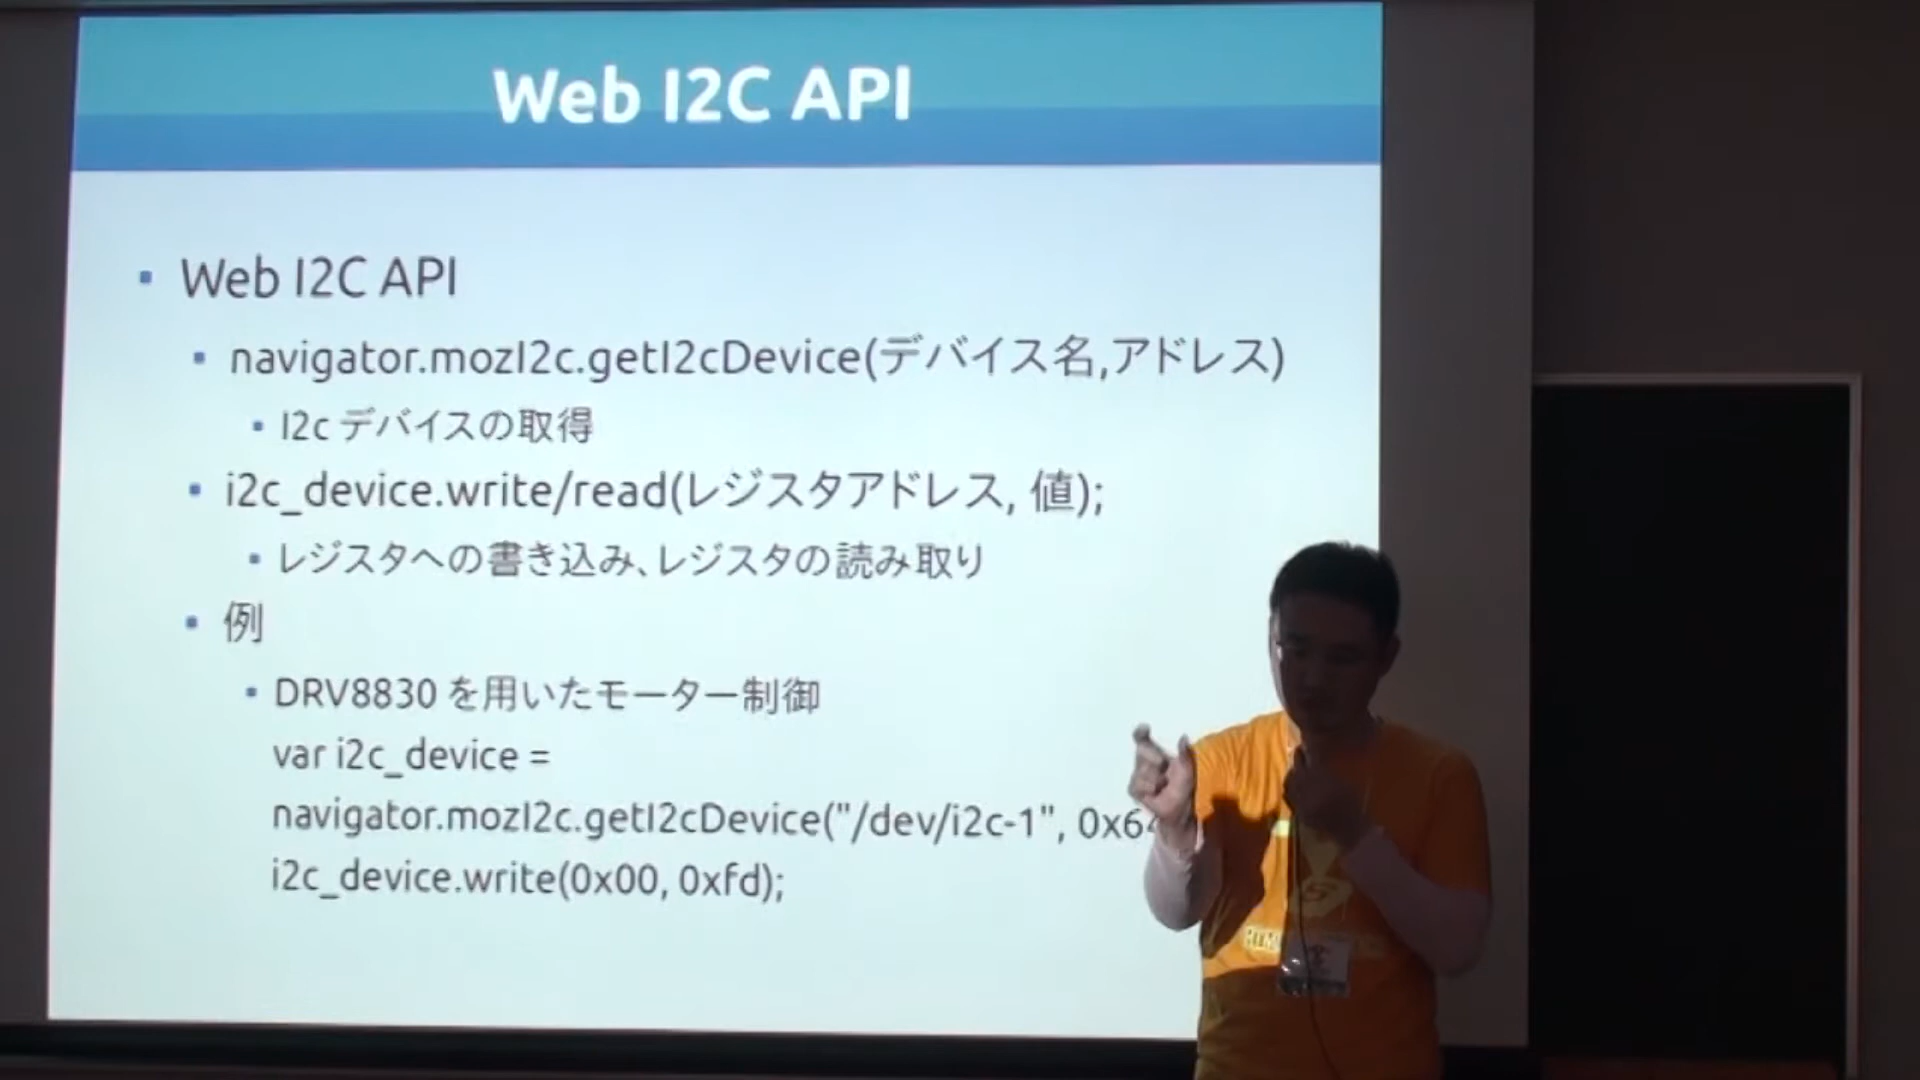 Web I2C API
Web I2C API
navigator.mozI2c.getI2cDevice(デバイス名,アドレス)
I2c デバイスの取得
i2c_device.write/read(レジスタアドレス, 値);
レジスタへの書き込み、レジスタの読み取り
例
DRV8830 を用いたモーター制御
var i2c_device =
navigator.mozI2c.getI2cDevice("/dev/i2c-1",
i2c_device.write(0x00, 0xfd);